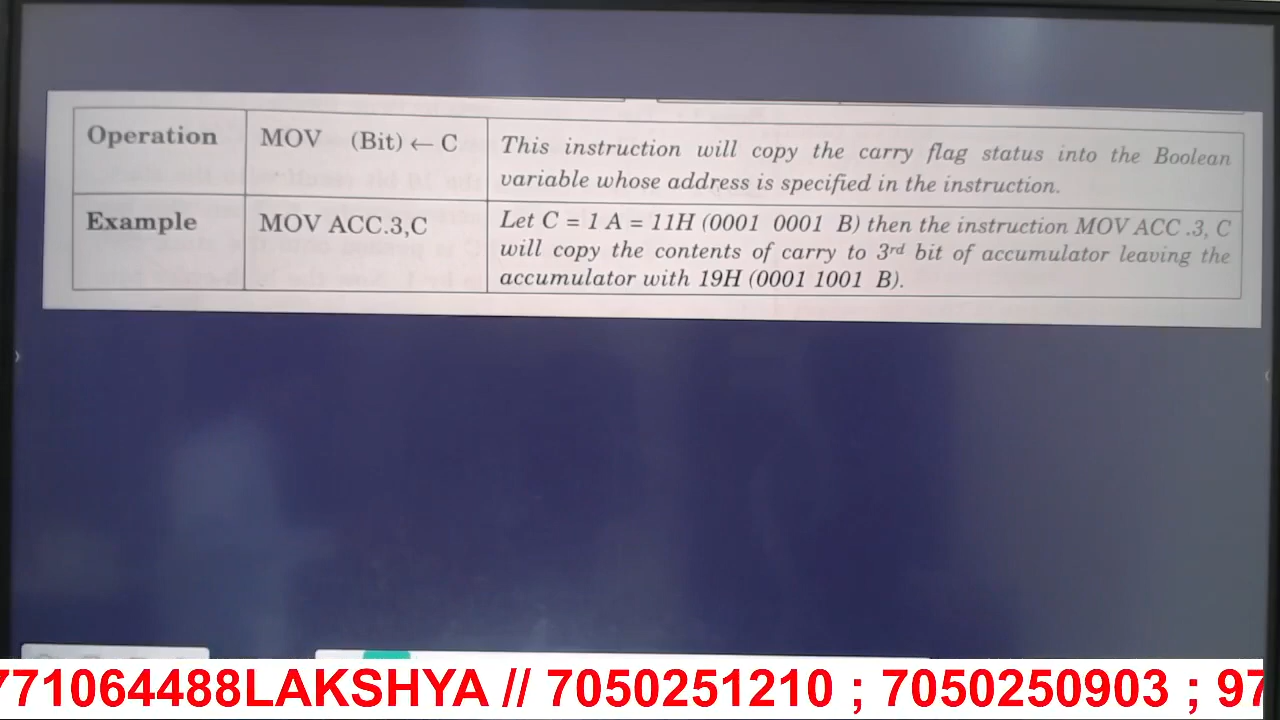 Operation
MOV (Bit) ← C
This instruction will copy the carry flag status into the Boolean
variable whose address is specified in the instruction.
Example
MOV ACC.3,C
Let C = 1 A = 11H (0001 0001 B) then the instruction MOV ACC .3, C
will copy the contents of carry to 3rd bit of accumulator leaving the
accumulator with 19H (0001 1001 B).
771064488LAKSHYA // 7050251210 ; 7050250903 ; 97